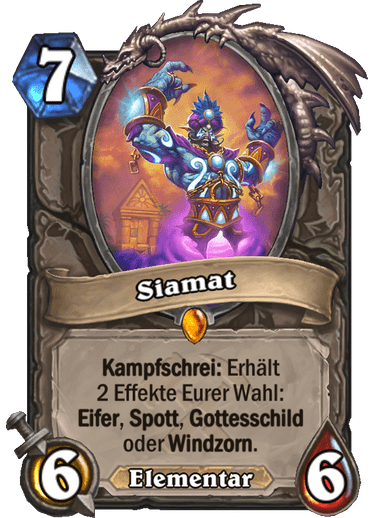 7
Siamat
Kampfschrei: Erhält
2 Effekte Eurer Wahl:
Eifer, Spott, Gottesschild
oder Windzorn.
6
Elementar
6